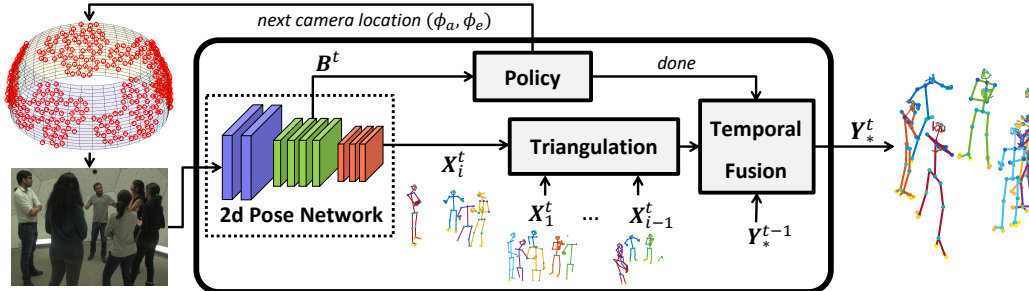 next camera location (ϕ_a, ϕ_e)
B^t
Policy
done
2d Pose Network
X_i^t
Triangulation
Temporal
Fusion
Y_*^t
X_1^t
...
X_{i-1}^t
Y_*^{t-1}